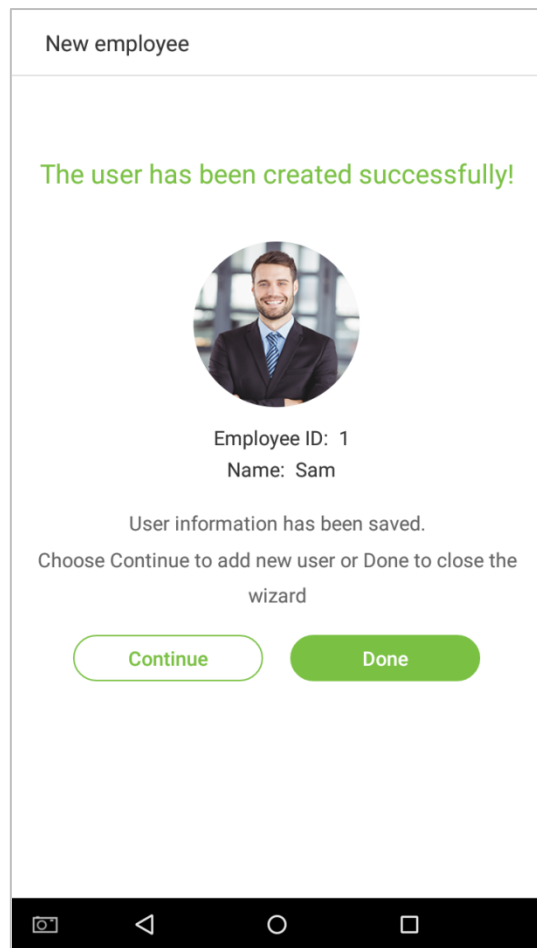 New employee
The user has been created successfully!
Employee ID: 1
Name: Sam
User information has been saved.
Choose Continue to add new user or Done to close the
wizard
Continue
Done